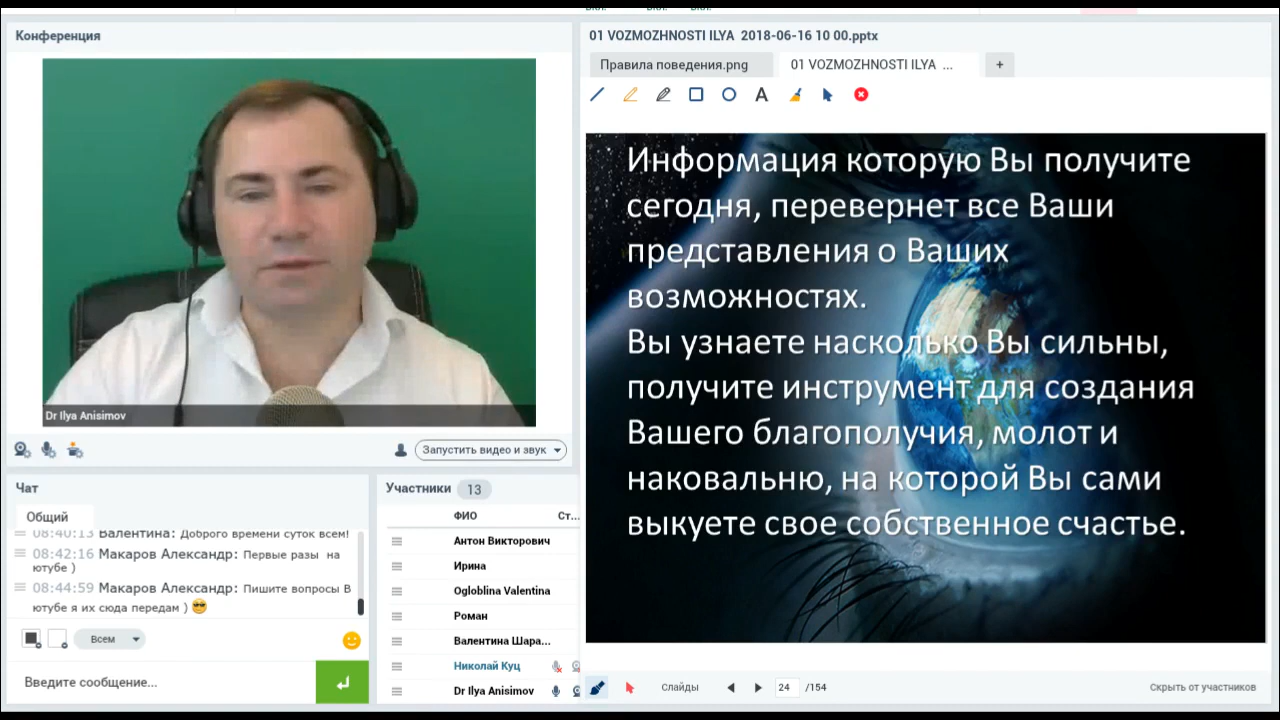 Конференция
Dr Ilya Anisimov
Запустить видео и звук
Чат
Общий
08:40:13 Валентина: Доброго времени суток всем!
08:42:16 Макаров Александр: Первые разы на
ютубе )
08:44:59 Макаров Александр: Пишите вопросы В
ютубе я их сюда передам )
Всем
Введите сообщение...
Участники 13
ФИО Ст...
Антон Викторович
Ирина
Ogloblina Valentina
Роман
Валентина Шара...
Николай Куц
Dr Ilya Anisimov
01 VOZMOZHNOSTI ILYA 2018-06-16 10 00.pptx
Правила поведения.png
01 VOZMOZHNOSTI ILYA ...
+
A
Информация которую Вы получите
сегодня, перевернет все Ваши
представления о Ваших
возможностях.
Вы узнаете насколько Вы сильны,
получите инструмент для создания
Вашего благополучия, молот и
наковальню, на которой Вы сами
выкуете свое собственное счастье.
Слайды 24 /154
Скрыть от участников